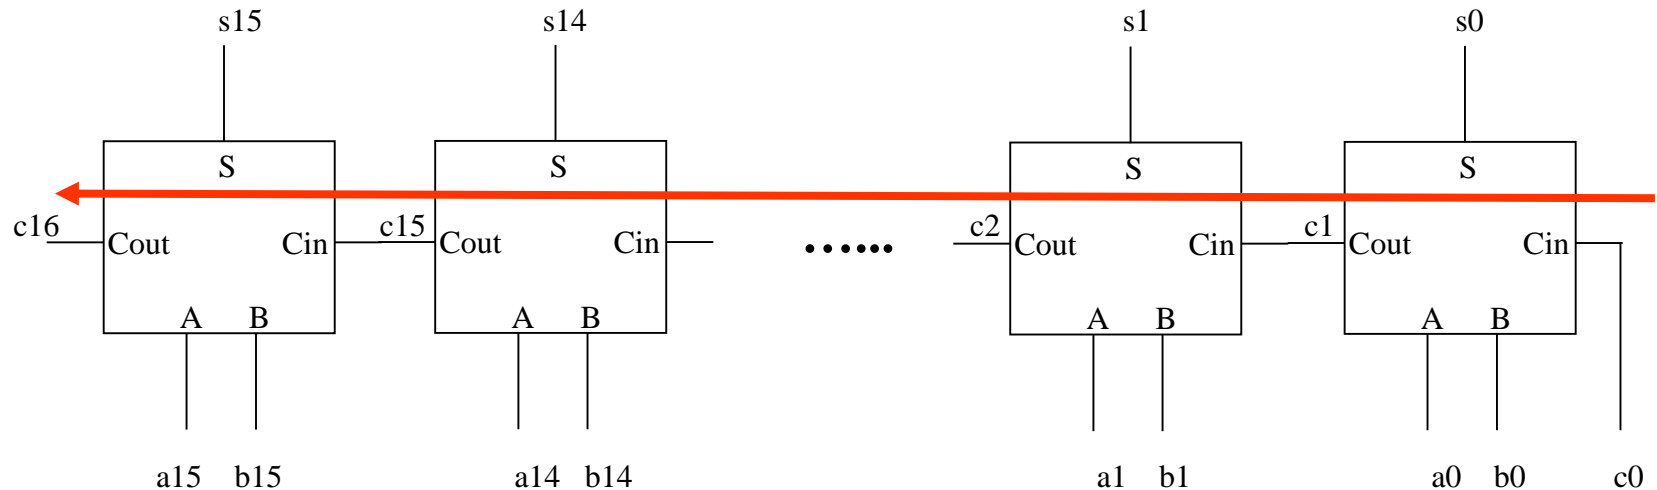 s15 s14 s1 s0
S S S S
c16 c15 c2 c1
Cout Cin Cout Cin ...... Cout Cin Cout Cin
A B A B A B A B
a15 b15 a14 b14 a1 b1 a0 b0 c0